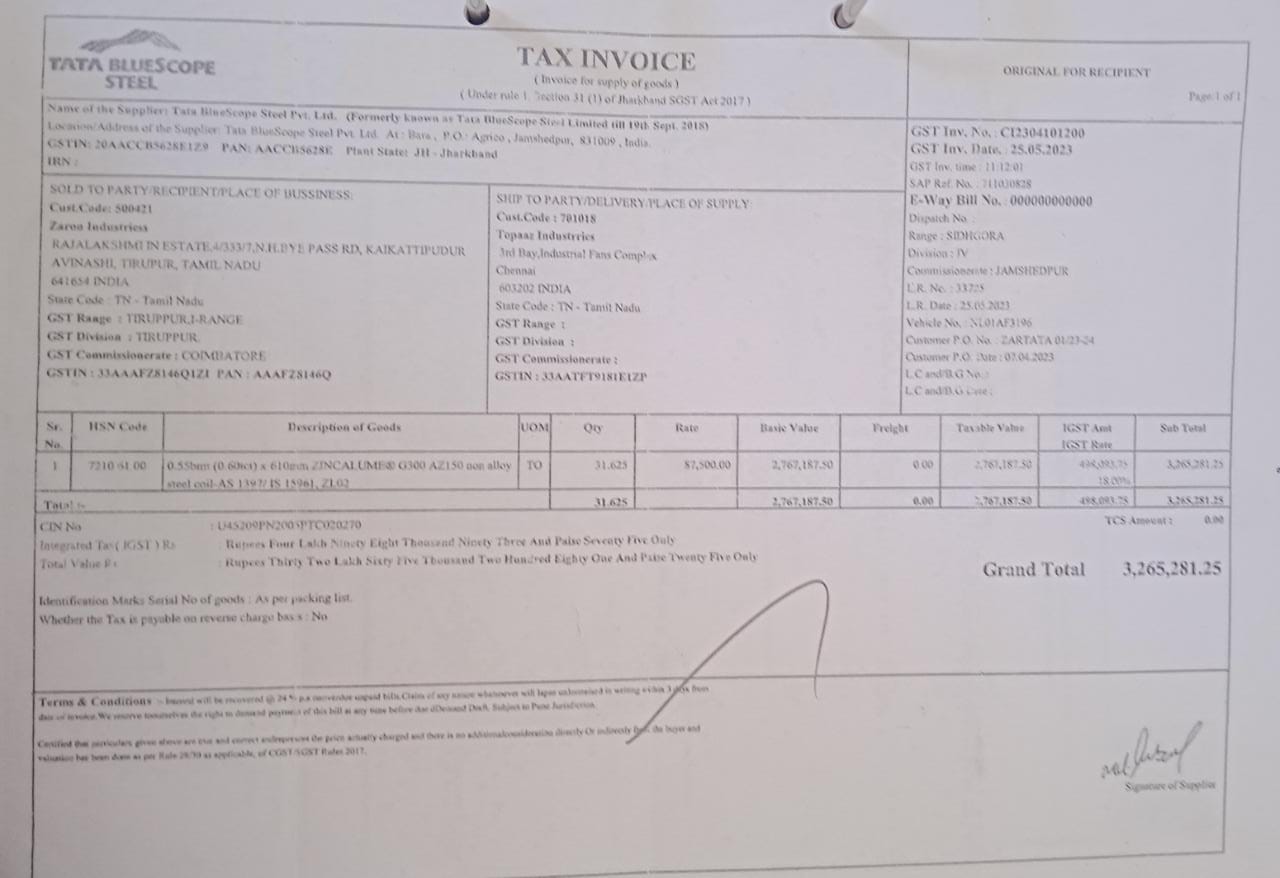 TATA BLUESCOPE
STEEL
TAX INVOICE
( Invoice for supply of goods )
( Under rule 1, Section 31 (1) of Jharkhand SGST Act 2017 )
ORIGINAL FOR RECIPIENT
Page:1 of 1
Name of the Supplier: Tata BlueScope Steel Pvt. Ltd. (Formerly known as Tata BlueScope Steel Limited till 19th Sept. 2018)
Location/Address of the Supplier: Tata BlueScope Steel Pvt. Ltd. At : Bara , P.O.: Agrico , Jamshedpur, 831009 , India.
GSTIN: 20AACCB5628E1Z9 PAN: AACCB5628E Plant State: JH - Jharkhand
IRN :
GST Inv. No. : CI2304101200
GST Inv. Date. : 25.05.2023
GST Inv. time : 11:12:01
SAP Ref. No. : 711030828
E-Way Bill No. : 000000000000
Dispatch No :
Range : SIDHGORA
Division : IV
Commissionerate : JAMSHEDPUR
L.R. No. : 33725
L.R. Date : 25.05.2023
Vehicle No. : NL01AF3196
Customer P.O. No. : ZARTATA 01/23-24
Customer P.O. Date : 07.04.2023
L.C and/B.G No. :
L.C and/B.G Date :
SOLD TO PARTY/RECIPIENT/PLACE OF BUSSINESS:
Cust.Code: 500421
Zaroo Industriess
RAJALAKSHMI IN ESTATE,4/333/7,N.H.BYE PASS RD, KAIKATTIPUDUR
AVINASHI, TIRUPUR, TAMIL NADU
641654 INDIA
State Code : TN - Tamil Nadu
GST Range : TIRUPPUR,I-RANGE
GST Division : TIRUPPUR
GST Commissionerate : COIMBATORE
GSTIN : 33AAAFZ8146Q1Z1 PAN : AAAFZ8146Q
SHIP TO PARTY/DELIVERY/PLACE OF SUPPLY:
Cust.Code : 701018
Topaaz Industrries
3rd Bay,Industrial Fans Complex
Chennai
603202 INDIA
State Code : TN - Tamil Nadu
GST Range :
GST Division :
GST Commissionerate :
GSTIN : 33AATFT9181E1ZP
Sr. No. HSN Code Description of Goods UOM Qty Rate Basic Value Freight Taxable Value IGST Amt IGST Rate Sub Total
1 7210 61 00 0.55bmt (0.60tct) x 610mm ZINCALUME® G300 AZ150 non alloy TO 31.625 87,500.00 2,767,187.50 0.00 2,767,187.50 498,093.75 3,265,281.25
steel coil-AS 1397/ IS 15961, ZL02 18.00%
Total :- 31.625 2,767,187.50 0.00 2,767,187.50 498,093.75 3,265,281.25
CIN No : U45209PN2005PTC020270
TCS Amount : 0.00
Integrated Tax( IGST ) Rs : Rupees Four Lakh Ninety Eight Thousand Ninety Three And Paise Seventy Five Only
Total Value Rs : Rupees Thirty Two Lakh Sixty Five Thousand Two Hundred Eighty One And Paise Twenty Five Only
Grand Total 3,265,281.25
Identification Marks Serial No of goods : As per packing list.
Whether the Tax is payable on reverse charge basis : No
Terms & Conditions :- Interest will be recovered @ 24 % p.a on overdue unpaid bills. Claim of any nature whatsoever will lapse unless raised in writing within 3 days from
date of invoice. We reserve to ourselves the right to demand payment of this bill at any time before due Demand Draft. Subject to Pune Jurisdiction.
Certified that particulars given above are true and correct and represents the price actually charged and there is no additional consideration directly Or indirectly from the buyer and
valuation has been done as per Rule 28/30 as applicable, of CGST/SGST Rules 2017.
Signature of Supplier